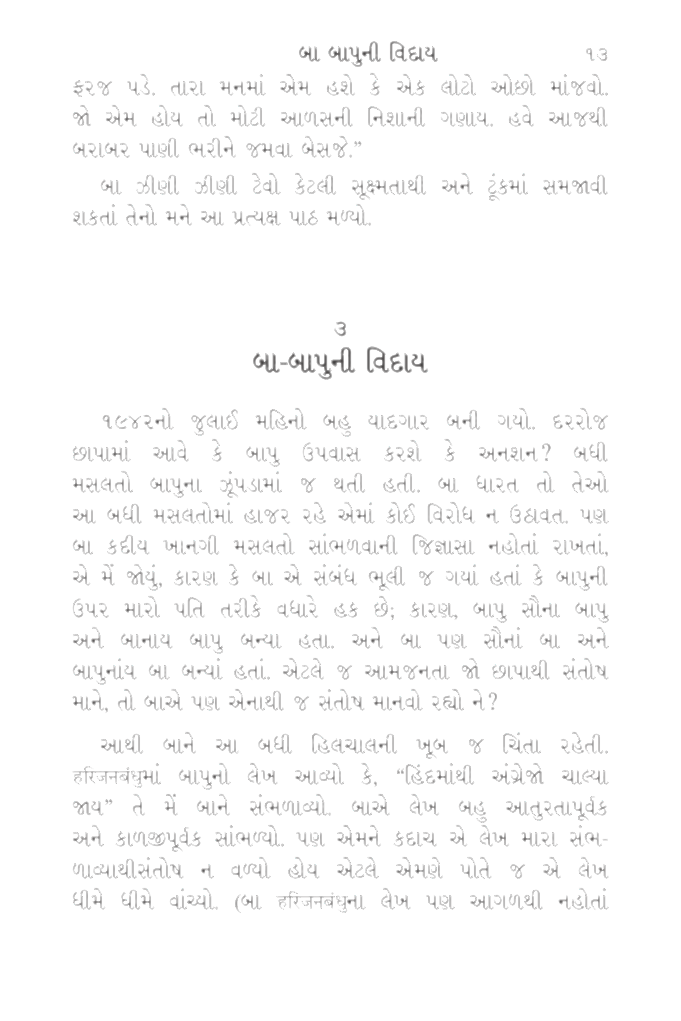 બા બાપુની વિદાય ૧૩
ફરજ પડે. તારા મનમાં એમ હશે કે એક લોટો ઓછો માંજવો.
જો એમ હોય તો મોટી આળસની નિશાની ગણાય. હવે આજથી
બરાબર પાણી ભરીને જમવા બેસજે.”
બા ઝીણી ઝીણી ટેવો કેટલી સૂક્ષ્મતાથી અને ટૂંકમાં સમજાવી
શકતાં તેનો મને આ પ્રત્યક્ષ પાઠ મળ્યો.
૩
બા-બાપુની વિદાય
૧૯૪૨નો જુલાઈ મહિનો બહુ યાદગાર બની ગયો. દરરોજ
છાપામાં આવે કે બાપુ ઉપવાસ કરશે કે અનશન? બધી
મસલતો બાપુના ઝૂંપડામાં જ થતી હતી. બા ધારત તો તેઓ
આ બધી મસલતોમાં હાજર રહે એમાં કોઈ વિરોધ ન ઉઠાવત. પણ
બા કદીય ખાનગી મસલતો સાંભળવાની જિજ્ઞાસા નહોતાં રાખતાં,
એ મેં જોયું, કારણ કે બા એ સંબંધ ભૂલી જ ગયાં હતાં કે બાપુની
ઉપર મારો પતિ તરીકે વધારે હક છે; કારણ, બાપુ સૌના બાપુ
અને બાનાય બાપુ બન્યા હતા. અને બા પણ સૌનાં બા અને
બાપુનાંય બા બન્યાં હતાં. એટલે જ આમજનતા જો છાપાથી સંતોષ
માને, તો બાએ પણ એનાથી જ સંતોષ માનવો રહ્યો ને?
આથી બાને આ બધી હિલચાલની ખૂબ જ ચિંતા રહેતી.
हरिजनबंधुમાં બાપુનો લેખ આવ્યો કે, “હિંદમાંથી અંગ્રેજો ચાલ્યા
જાય” તે મેં બાને સંભળાવ્યો. બાએ લેખ બહુ આતુરતાપૂર્વક
અને કાળજીપૂર્વક સાંભળ્યો. પણ એમને કદાચ એ લેખ મારા સંભ-
ળાવ્યાથીસંતોષ ન વળ્યો હોય એટલે એમણે પોતે જ એ લેખ
ધીમે ધીમે વાંચ્યો. (બા हरिजनबंधुના લેખ પણ આગળથી નહોતાં